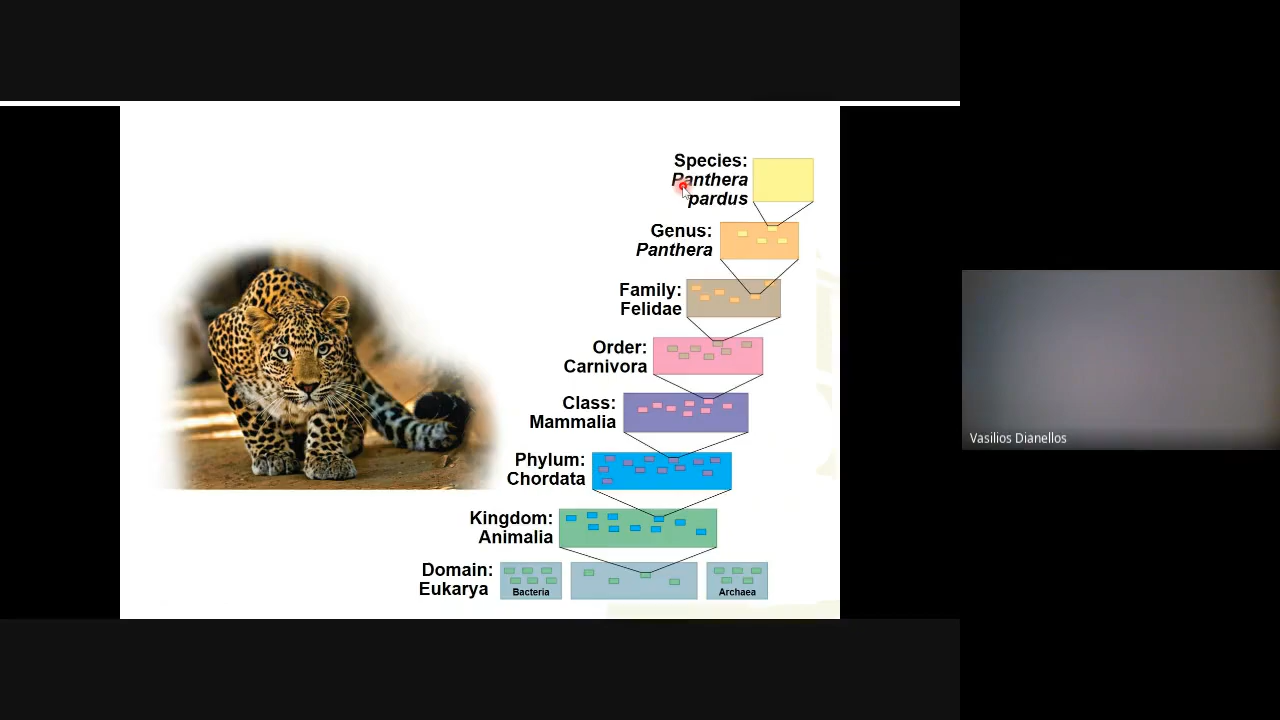 Species:
Panthera
pardus
Genus:
Panthera
Family:
Felidae
Order:
Carnivora
Class:
Mammalia
Phylum:
Chordata
Kingdom:
Animalia
Domain:
Eukarya
Bacteria
Archaea
Vasilios Dianellos